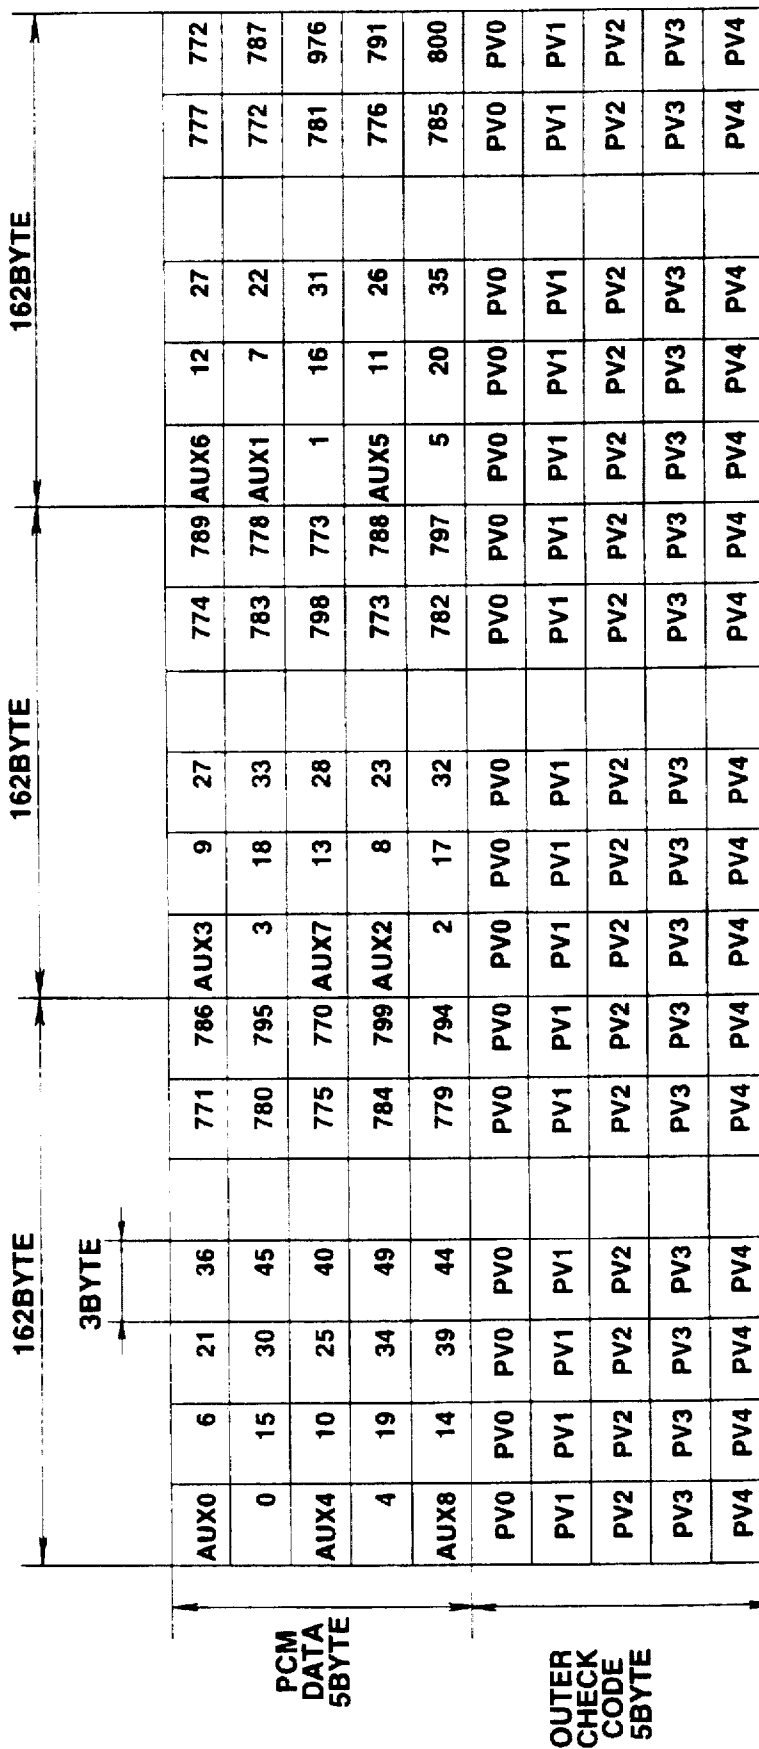 162BYTE 162BYTE 162BYTE
3BYTE
PCM
DATA
5BYTE
AUX0 6 21 36 771 786 AUX3 9 27 774 789 AUX6 12 27 777 772
0 15 30 45 780 795 3 18 33 783 778 AUX1 7 22 772 787
AUX4 10 25 40 775 770 AUX7 13 28 798 773 1 16 31 781 976
4 19 34 49 784 799 AUX2 8 23 773 788 AUX5 11 26 776 791
AUX8 14 39 44 779 794 2 17 32 782 797 5 20 35 785 800
OUTER
CHECK
CODE
5BYTE
PV0 PV0 PV0 PV0 PV0 PV0 PV0 PV0 PV0 PV0 PV0 PV0 PV0 PV0 PV0 PV0
PV1 PV1 PV1 PV1 PV1 PV1 PV1 PV1 PV1 PV1 PV1 PV1 PV1 PV1 PV1 PV1
PV2 PV2 PV2 PV2 PV2 PV2 PV2 PV2 PV2 PV2 PV2 PV2 PV2 PV2 PV2 PV2
PV3 PV3 PV3 PV3 PV3 PV3 PV3 PV3 PV3 PV3 PV3 PV3 PV3 PV3 PV3 PV3
PV4 PV4 PV4 PV4 PV4 PV4 PV4 PV4 PV4 PV4 PV4 PV4 PV4 PV4 PV4 PV4